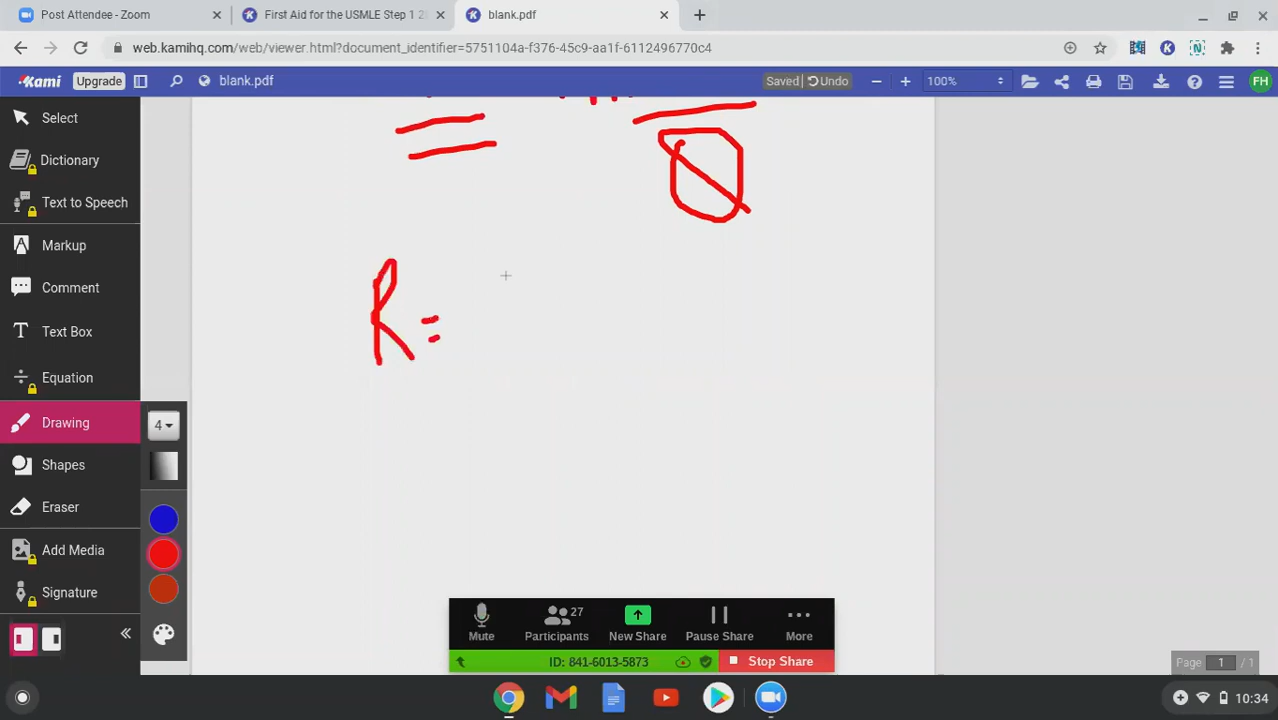 Post Attendee - Zoom
First Aid for the USMLE Step 1 2
blank.pdf
web.kamihq.com/web/viewer.html?document_identifier=5751104a-f376-45c9-aa1f-6112496770c4
Kami Upgrade blank.pdf Saved Undo 100% FH
Select
Dictionary
Text to Speech
Markup
Comment
Text Box
Equation
Drawing 4
Shapes
Eraser
Add Media
Signature
R =
27
Mute Participants New Share Pause Share More
ID: 841-6013-5873 Stop Share
Page 1 / 1
10:34